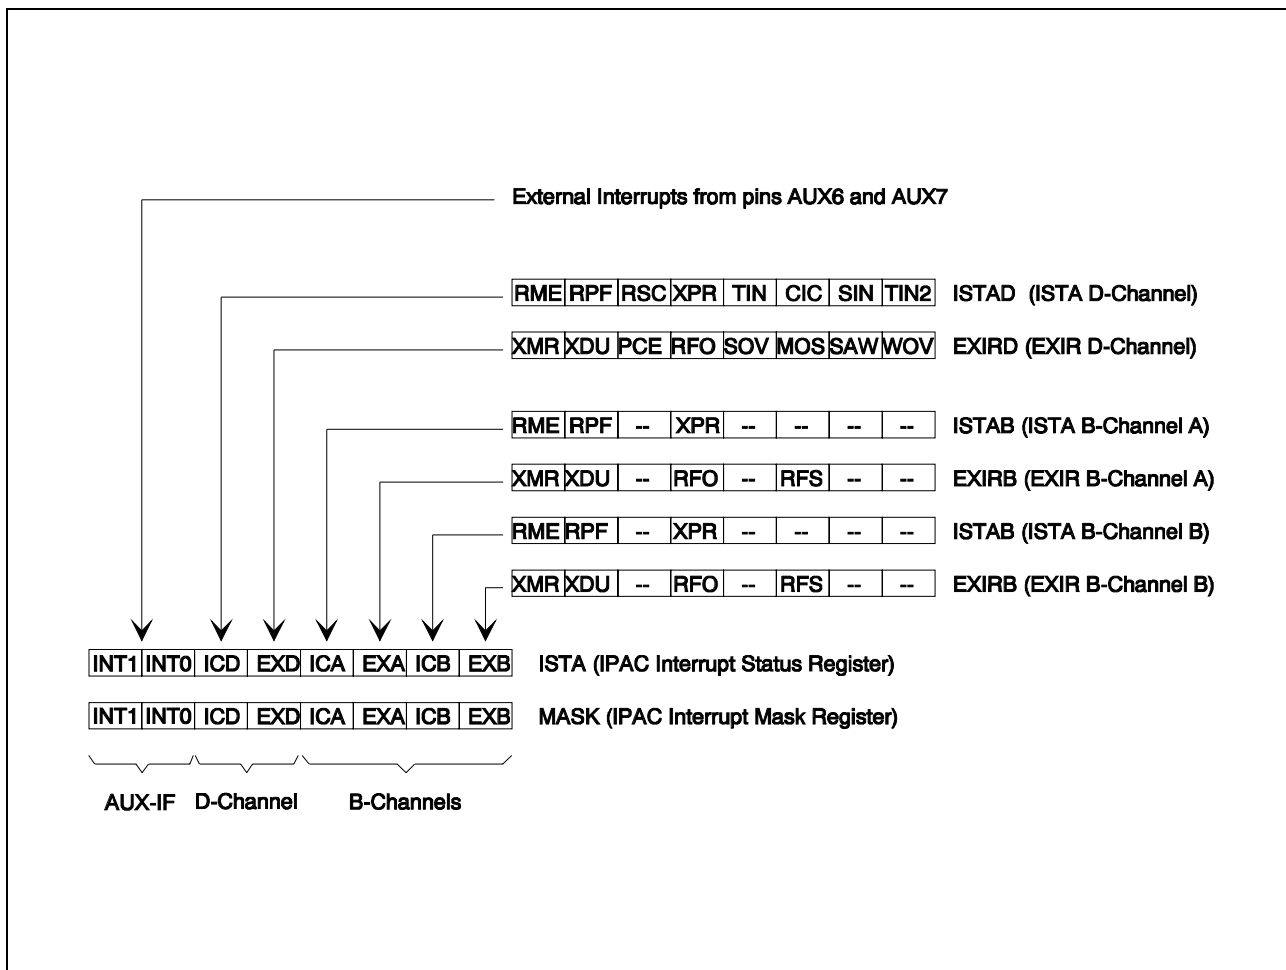 External Interrupts from pins AUX6 and AUX7
RME RPF RSC XPR TIN CIC SIN TIN2 ISTAD (ISTA D-Channel)
XMR XDU PCE RFO SOV MOS SAW WOV EXIRD (EXIR D-Channel)
RME RPF -- XPR -- -- -- -- ISTAB (ISTA B-Channel A)
XMR XDU -- RFO -- RFS -- -- EXIRB (EXIR B-Channel A)
RME RPF -- XPR -- -- -- -- ISTAB (ISTA B-Channel B)
XMR XDU -- RFO -- RFS -- -- EXIRB (EXIR B-Channel B)
INT1 INT0 ICD EXD ICA EXA ICB EXB ISTA (IPAC Interrupt Status Register)
INT1 INT0 ICD EXD ICA EXA ICB EXB MASK (IPAC Interrupt Mask Register)
AUX-IF D-Channel B-Channels